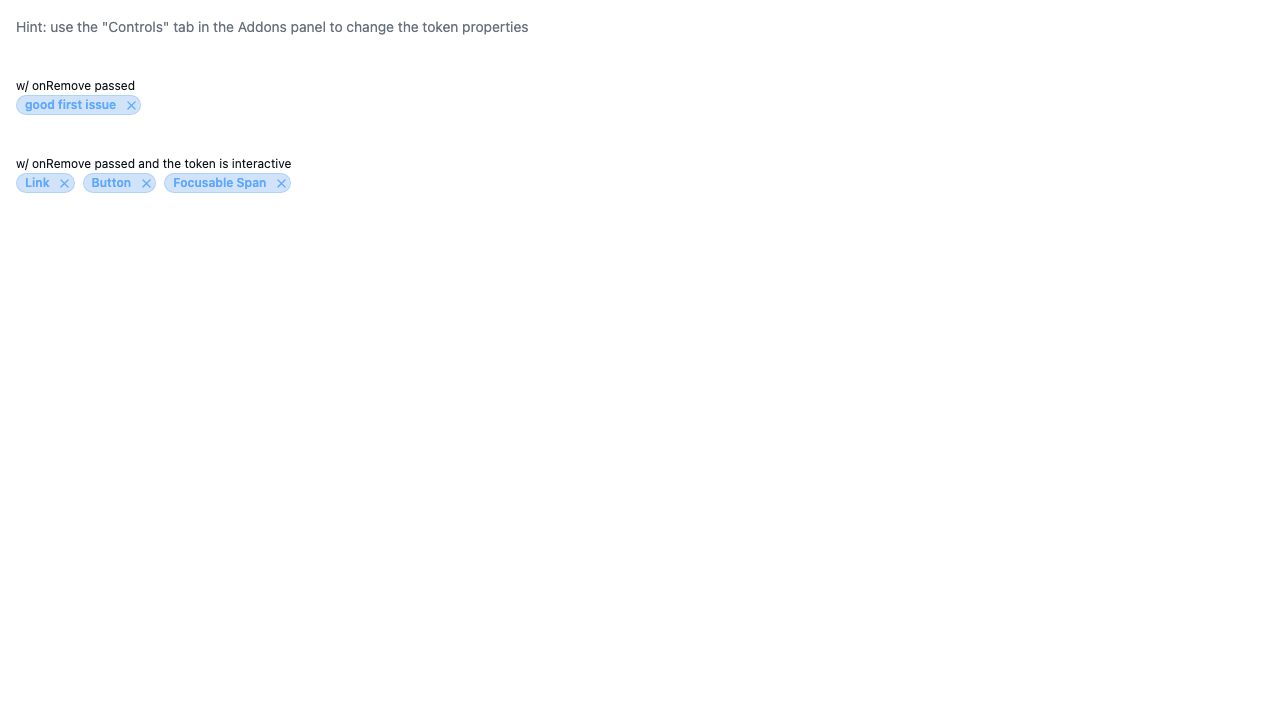 Hint: use the "Controls" tab in the Addons panel to change the token properties
w/ onRemove passed
good first issue
w/ onRemove passed and the token is interactive
Link Button Focusable Span